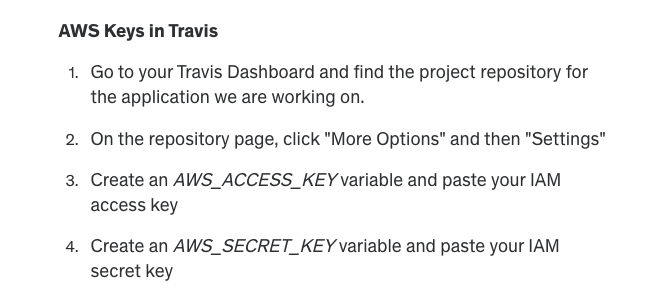 AWS Keys in Travis
1. Go to your Travis Dashboard and find the project repository for
the application we are working on.
2. On the repository page, click "More Options" and then "Settings"
3. Create an AWS_ACCESS_KEY variable and paste your IAM
access key
4. Create an AWS_SECRET_KEY variable and paste your IAM
secret key